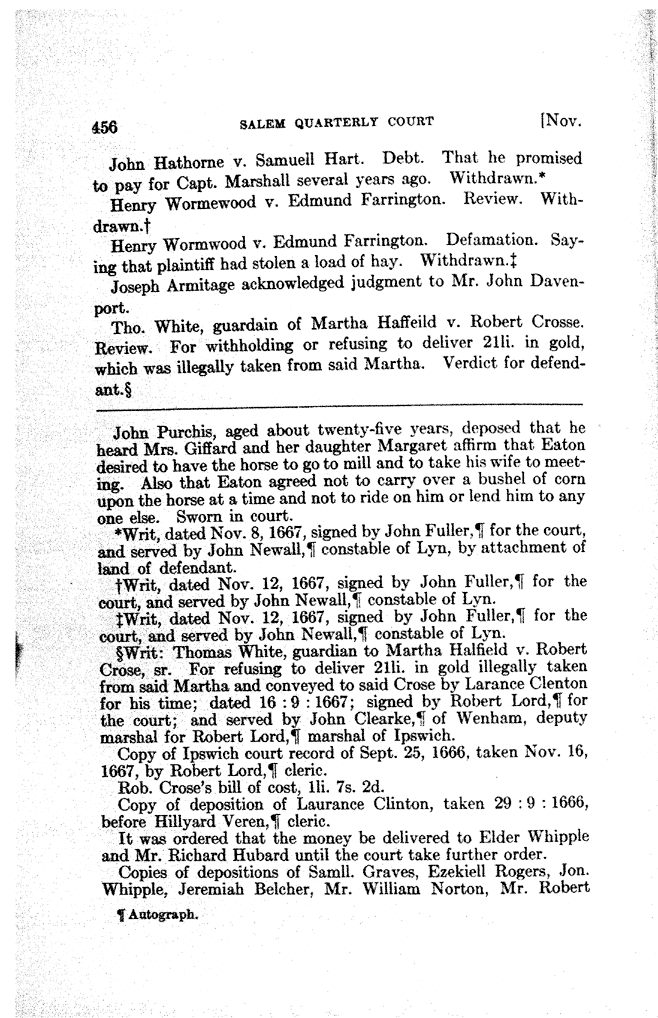 456 SALEM QUARTERLY COURT [Nov.
John Hathorne v. Samuell Hart. Debt. That he promised
to pay for Capt. Marshall several years ago. Withdrawn.*
Henry Wormewood v. Edmund Farrington. Review. With-
drawn.†
Henry Wormwood v. Edmund Farrington. Defamation. Say-
ing that plaintiff had stolen a load of hay. Withdrawn.‡
Joseph Armitage acknowledged judgment to Mr. John Daven-
port.
Tho. White, guardain of Martha Haffeild v. Robert Crosse.
Review. For withholding or refusing to deliver 21li. in gold,
which was illegally taken from said Martha. Verdict for defend-
ant.§
John Purchis, aged about twenty-five years, deposed that he
heard Mrs. Giffard and her daughter Margaret affirm that Eaton
desired to have the horse to go to mill and to take his wife to meet-
ing. Also that Eaton agreed not to carry over a bushel of corn
upon the horse at a time and not to ride on him or lend him to any
one else. Sworn in court.
*Writ, dated Nov. 8, 1667, signed by John Fuller,¶ for the court,
and served by John Newall,¶ constable of Lyn, by attachment of
land of defendant.
†Writ, dated Nov. 12, 1667, signed by John Fuller,¶ for the
court, and served by John Newall,¶ constable of Lyn.
‡Writ, dated Nov. 12, 1667, signed by John Fuller,¶ for the
court, and served by John Newall,¶ constable of Lyn.
§Writ: Thomas White, guardian to Martha Halfield v. Robert
Crose, sr. For refusing to deliver 21li. in gold illegally taken
from said Martha and conveyed to said Crose by Larance Clenton
for his time; dated 16 : 9 : 1667; signed by Robert Lord,¶ for
the court; and served by John Clearke,¶ of Wenham, deputy
marshal for Robert Lord,¶ marshal of Ipswich.
Copy of Ipswich court record of Sept. 25, 1666, taken Nov. 16,
1667, by Robert Lord,¶ cleric.
Rob. Crose's bill of cost, 1li. 7s. 2d.
Copy of deposition of Laurance Clinton, taken 29 : 9 : 1666,
before Hillyard Veren,¶ cleric.
It was ordered that the money be delivered to Elder Whipple
and Mr. Richard Hubard until the court take further order.
Copies of depositions of Samll. Graves, Ezekiell Rogers, Jon.
Whipple, Jeremiah Belcher, Mr. William Norton, Mr. Robert
¶ Autograph.